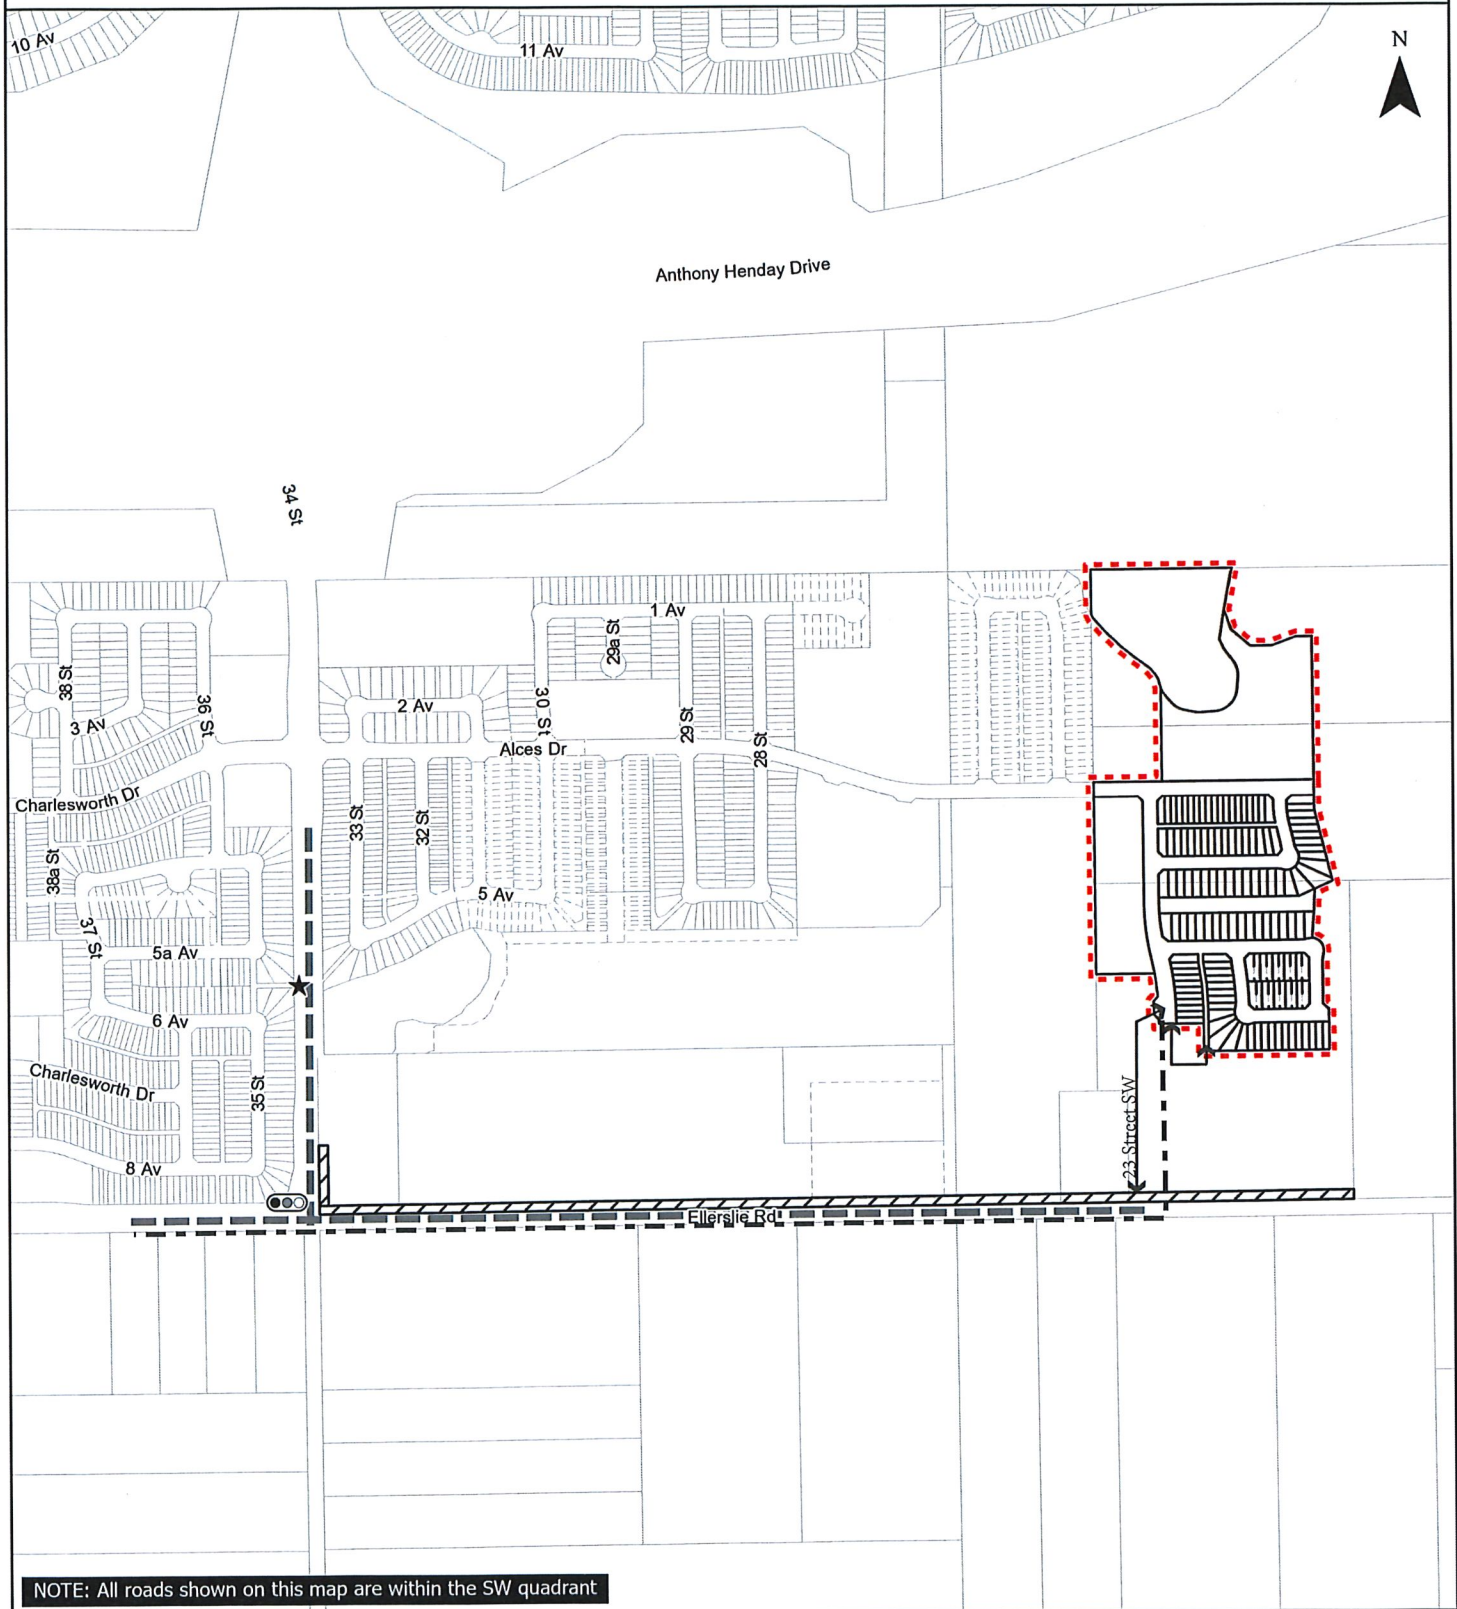 10 Av
11 Av
N
Anthony Henday Drive
34 St
1 Av
29a St
38 St
36 St
30 St
2 Av
3 Av
29 St
28 St
Alces Dr
Charlesworth Dr
33 St
32 St
38a St
5 Av
37 St
5a Av
6 Av
Charlesworth Dr
35 St
23 Street SW
8 Av
Ellerslie Rd
NOTE: All roads shown on this map are within the SW quadrant